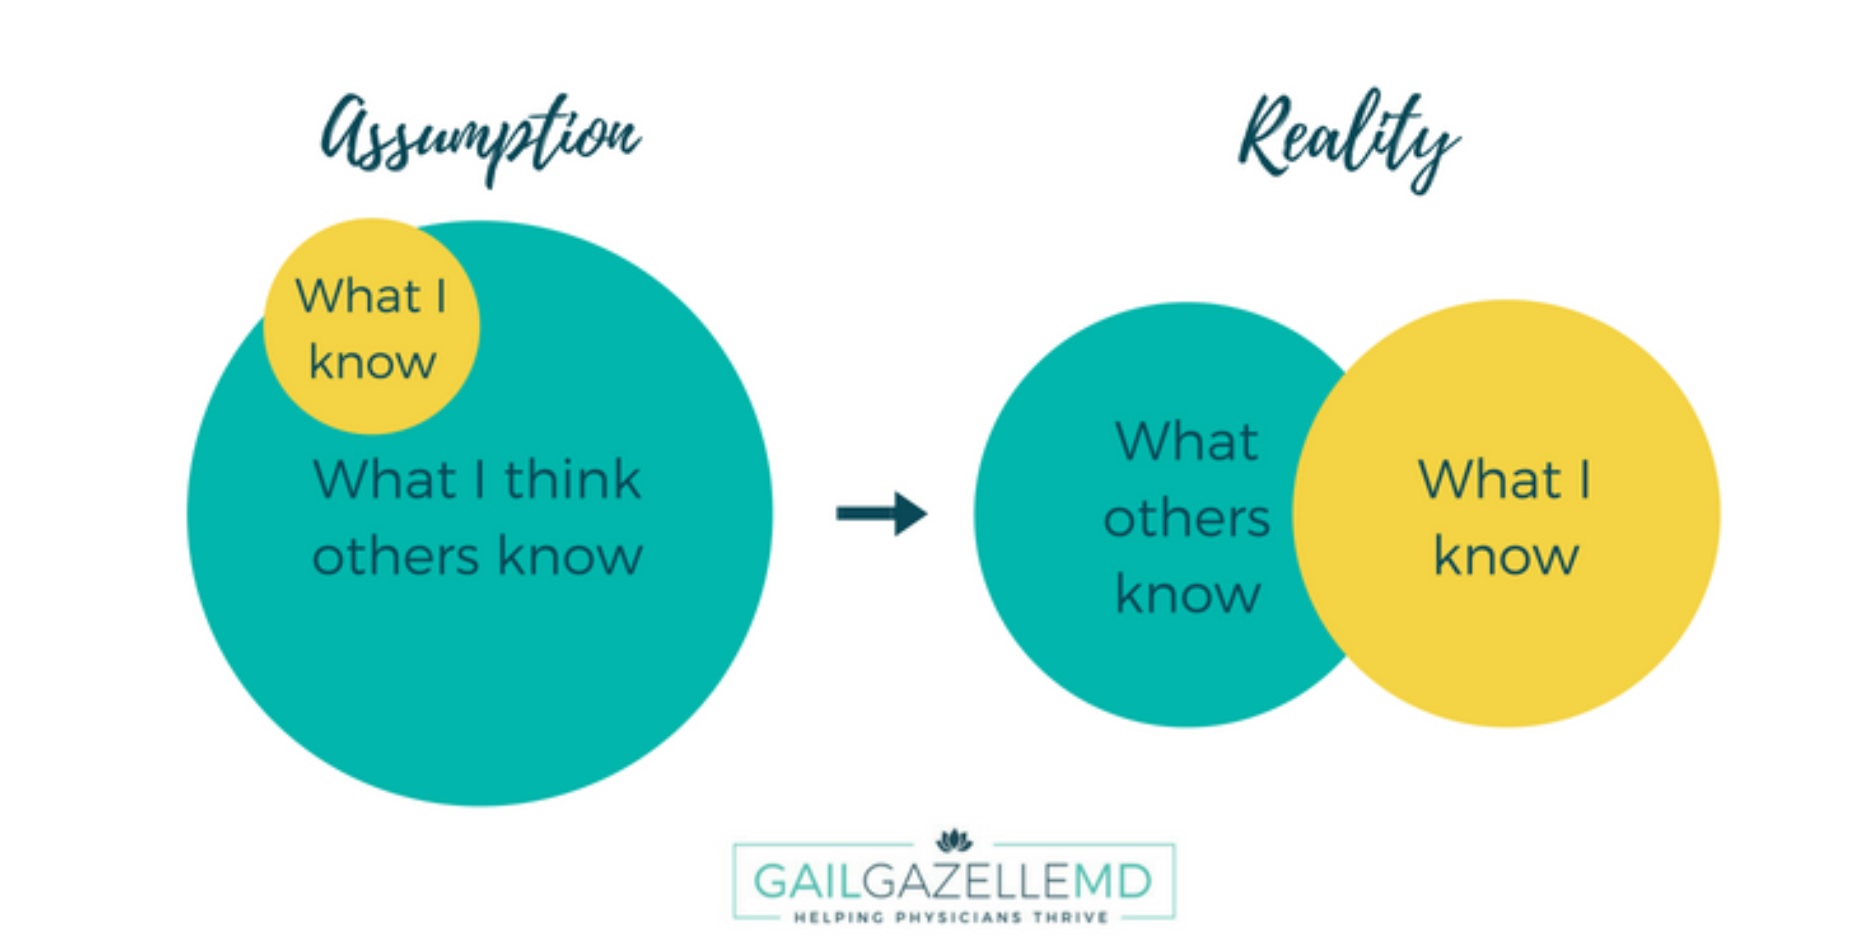 Assumption
What I
know
What I think
others know
Reality
What
others
know
What I
know
GAILGAZELLEMD
HELPING PHYSICIANS THRIVE